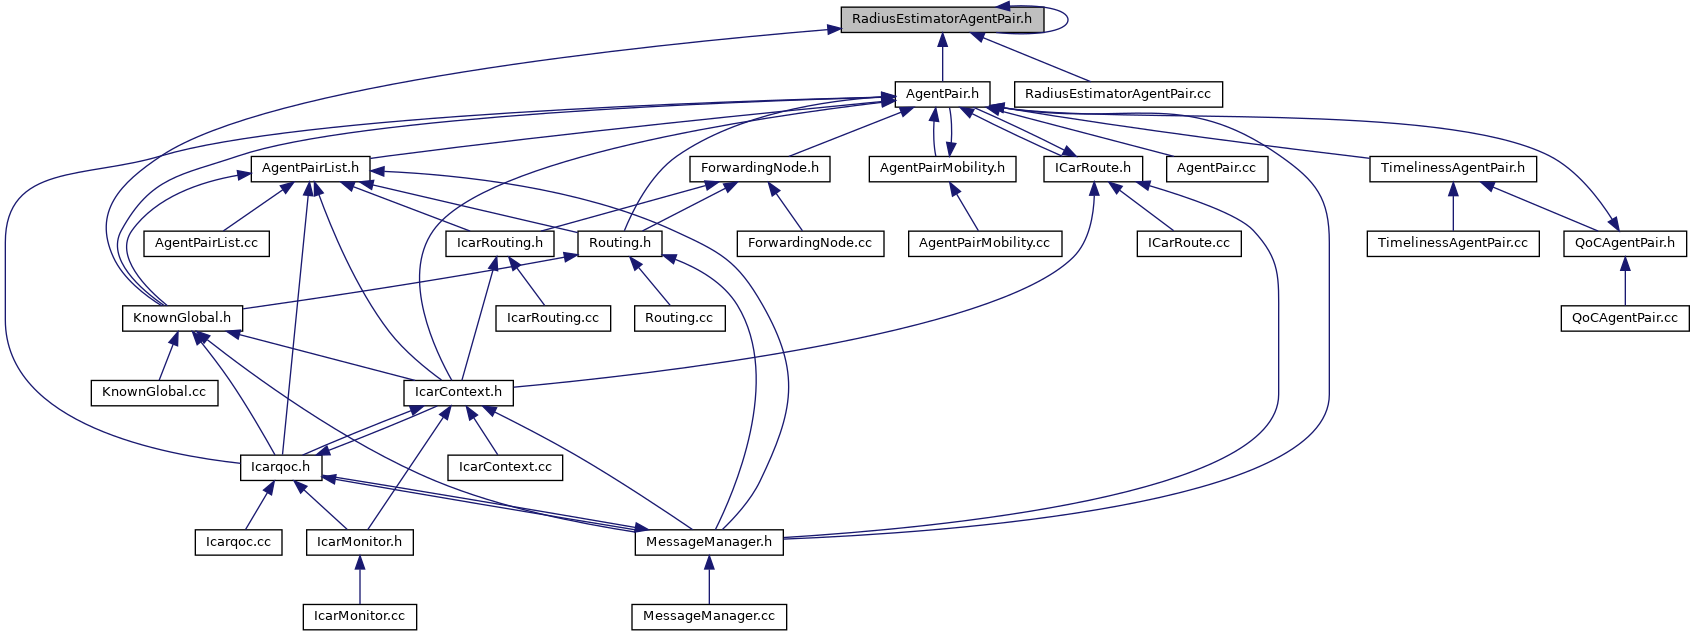 RadiusEstimatorAgentPair.h
AgentPair.h
RadiusEstimatorAgentPair.cc
AgentPairList.h
ForwardingNode.h
AgentPairMobility.h
ICarRoute.h
AgentPair.cc
TimelinessAgentPair.h
AgentPairList.cc
IcarRouting.h
Routing.h
ForwardingNode.cc
AgentPairMobility.cc
ICarRoute.cc
TimelinessAgentPair.cc
QoCAgentPair.h
KnownGlobal.h
IcarRouting.cc
Routing.cc
QoCAgentPair.cc
KnownGlobal.cc
IcarContext.h
Icarqoc.h
IcarContext.cc
Icarqoc.cc
IcarMonitor.h
MessageManager.h
IcarMonitor.cc
MessageManager.cc